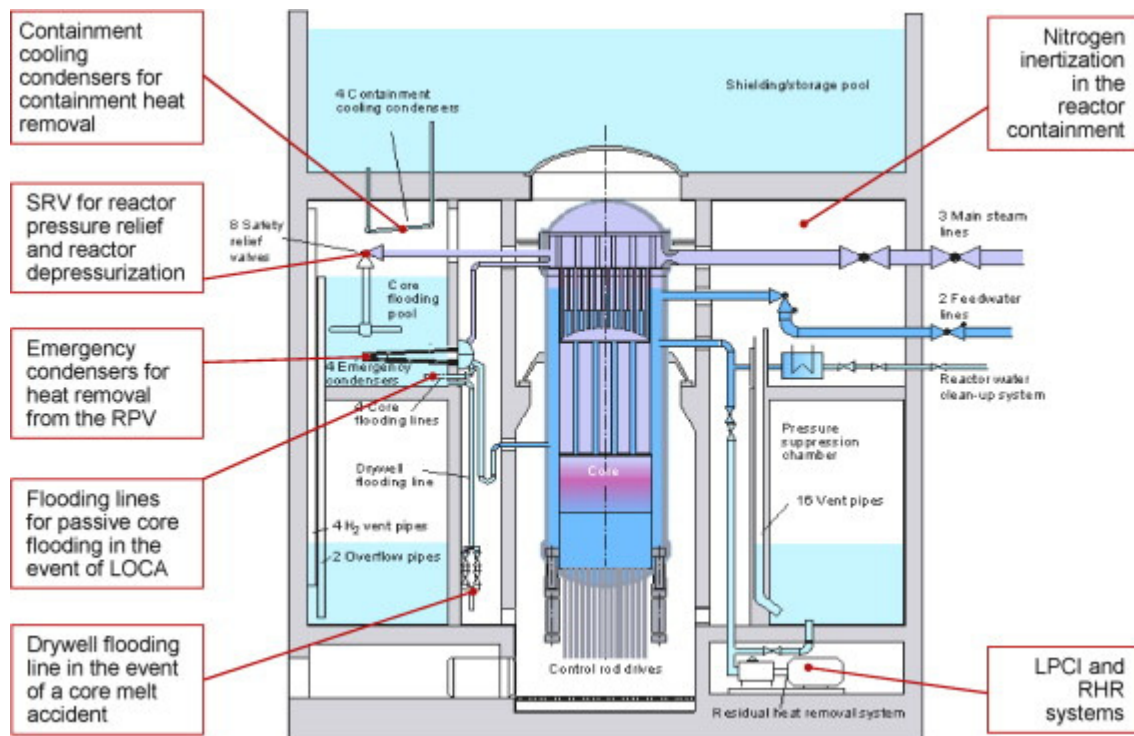 Containment
cooling
condensers for
containment heat
removal
SRV for reactor
pressure relief
and reactor
depressurization
Emergency
condensers for
heat removal
from the RPV
Flooding lines
for passive core
flooding in the
event of LOCA
Drywell flooding
line in the event
of a core melt
accident
4 Containment
cooling condensers
Shielding/storage pool
8 Safety
relief
valves
Core
flooding
pool
4 Emergency
condensers
4 Core
flooding lines
Drywell
flooding line
4 H₂ vent pipes
2 Overflow pipes
Core
Control rod drives
3 Main steam
lines
2 Feedwater
lines
Reactor water
clean-up system
Pressure
suppression
chamber
16 Vent pipes
Residual heat removal system
Nitrogen
inertization
in the
reactor
containment
LPCI and
RHR
systems